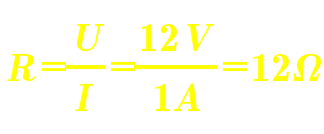 R = U/I = 12V/1A = 12Ω